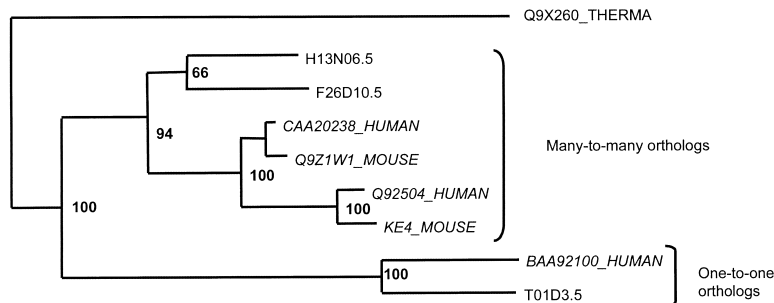 Q9X260_THERMA
H13N06.5
66
F26D10.5
CAA20238_HUMAN
94
Many-to-many orthologs
Q9Z1W1_MOUSE
100
Q92504_HUMAN
100
100
KE4_MOUSE
BAA92100_HUMAN
100
One-to-one
orthologs
T01D3.5